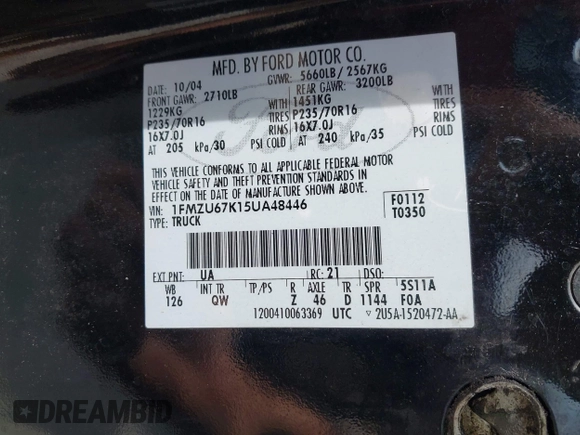 MFD. BY FORD MOTOR CO.
10/04 GVWR: 5660LB/ 2567KG
FRONT GAWR: 2710LB REAR GAWR: 3200LB
1229KG 1451KG
P235/70R16 TIRES P235/70R16 TIRES
16X7.0J RIMS 16X7.0J RIMS
AT 205 kPa/30 PSI COLD AT 240 kPa/35 PSI COLD
THIS VEHICLE CONFORMS TO ALL APPLICABLE FEDERAL MOTOR
VEHICLE SAFETY AND THEFT PREVENTION STANDARDS IN
EFFECT ON THE DATE OF MANUFACTURE SHOWN ABOVE.
VIN: 1FMZU67K15UA48446 F0112
TYPE: TRUCK T0350
EXT PNT: UA RC: 21 DSO:
WB INT TR TP/PS R AXLE TR SPR 5S11A
126 QW Z 46 D 1144 F0A
1200410063369 UTC ▽ 2U5A-1520472-AA
Ford
DREAMBID